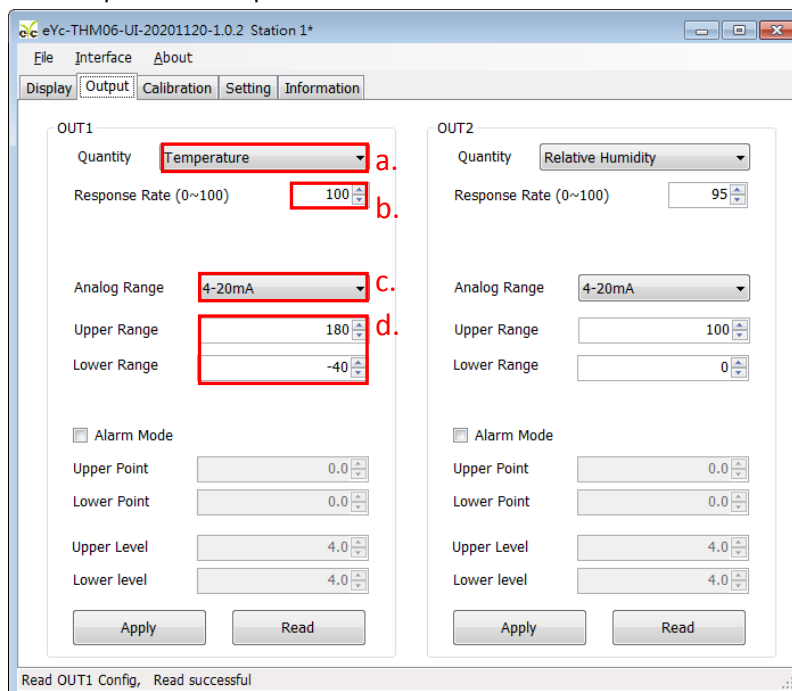 eYc-THM06-UI-20201120-1.0.2 Station 1*
File Interface About
Display Output Calibration Setting Information
OUT1
Quantity Temperature a.
Response Rate (0~100) 100 b.
Analog Range 4-20mA c.
Upper Range 180 d.
Lower Range -40
Alarm Mode
Upper Point 0.0
Lower Point 0.0
Upper Level 4.0
Lower level 4.0
Apply Read
OUT2
Quantity Relative Humidity
Response Rate (0~100) 95
Analog Range 4-20mA
Upper Range 100
Lower Range 0
Alarm Mode
Upper Point 0.0
Lower Point 0.0
Upper Level 4.0
Lower level 4.0
Apply Read
Read OUT1 Config, Read successful